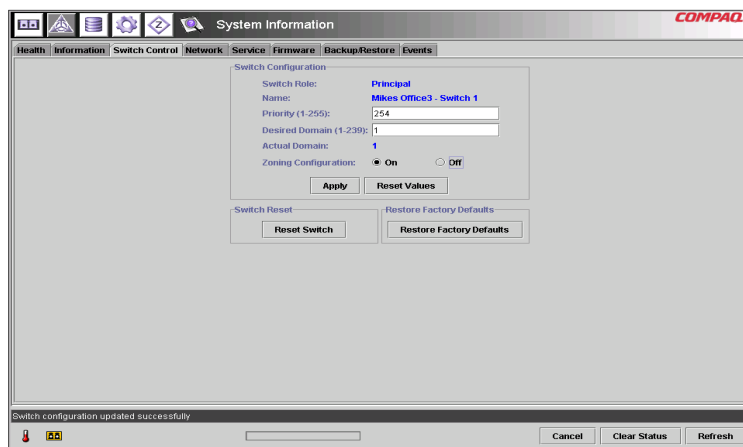 System Information
COMPAQ
Health Information Switch Control Network Service Firmware Backup/Restore Events
Switch Configuration
Switch Role: Principal
Name: Mikes Office3 - Switch 1
Priority (1-255): 254
Desired Domain (1-239): 1
Actual Domain: 1
Zoning Configuration: On Off
Apply Reset Values
Switch Reset Restore Factory Defaults
Reset Switch Restore Factory Defaults
Switch configuration updated successfully
Cancel Clear Status Refresh